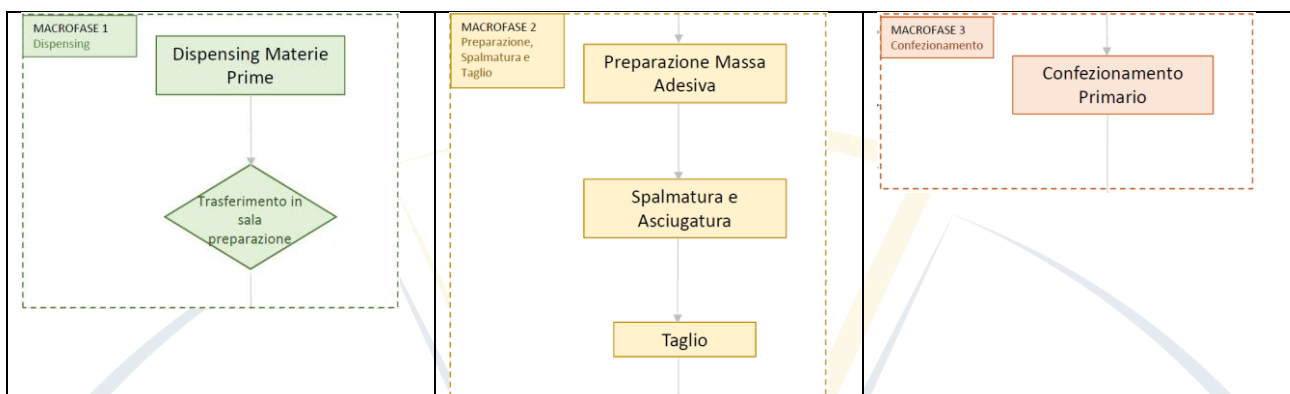 MACROFASE 1
Dispensing
Dispensing Materie
Prime
Trasferimento in
sala
preparazione
MACROFASE 2
Preparazione,
Spalmatura e
Taglio
Preparazione Massa
Adesiva
Spalmatura e
Asciugatura
Taglio
MACROFASE 3
Confezionamento
Confezionamento
Primario